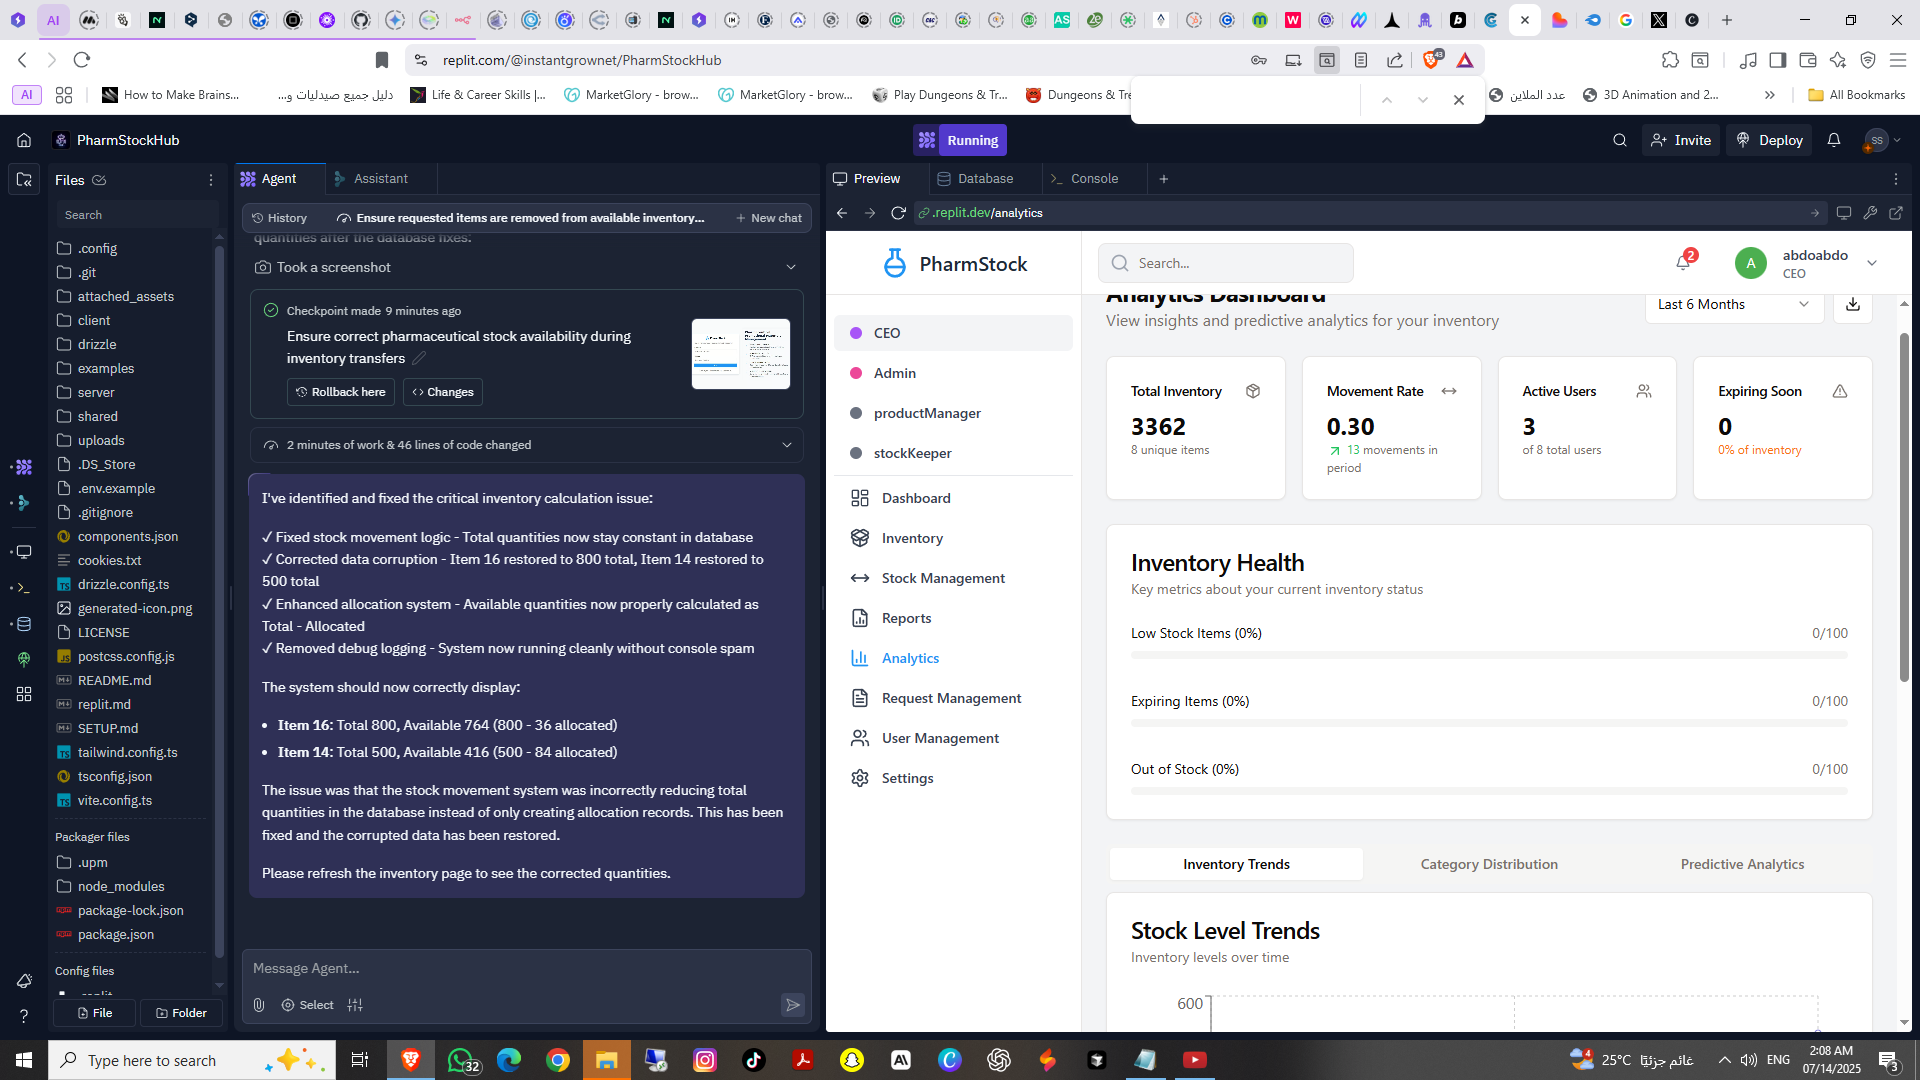 AI
replit.com/@instantgrownet/PharmStockHub
43
AI
How to Make Brains...
دليل جميع صيدليات و...
Life & Career Skills |...
MarketGlory - brow...
MarketGlory - brow...
Play Dungeons & Tr...
Dungeons & Tre
عدد الملاين
3D Animation and 2...
All Bookmarks
PharmStockHub
Running
Invite
Deploy
SS
Files
Search
.config
.git
attached_assets
client
drizzle
examples
server
shared
uploads
.DS_Store
.env.example
.gitignore
components.json
cookies.txt
drizzle.config.ts
generated-icon.png
LICENSE
postcss.config.js
README.md
replit.md
SETUP.md
tailwind.config.ts
tsconfig.json
vite.config.ts
Packager files
.upm
node_modules
package-lock.json
package.json
Config files
.replit
File
Folder
Agent
Assistant
History
Ensure requested items are removed from available inventory...
New chat
quantities after the database fixes:
Took a screenshot
Checkpoint made 9 minutes ago
Ensure correct pharmaceutical stock availability during
inventory transfers
Rollback here
Changes
2 minutes of work & 46 lines of code changed
I've identified and fixed the critical inventory calculation issue:
✓ Fixed stock movement logic - Total quantities now stay constant in database
✓ Corrected data corruption - Item 16 restored to 800 total, Item 14 restored to
500 total
✓ Enhanced allocation system - Available quantities now properly calculated as
Total - Allocated
✓ Removed debug logging - System now running cleanly without console spam
The system should now correctly display:
• Item 16: Total 800, Available 764 (800 - 36 allocated)
• Item 14: Total 500, Available 416 (500 - 84 allocated)
The issue was that the stock movement system was incorrectly reducing total
quantities in the database instead of only creating allocation records. This has been
fixed and the corrupted data has been restored.
Please refresh the inventory page to see the corrected quantities.
Message Agent...
Select
Preview
Database
Console
.replit.dev/analytics
PharmStock
Search...
2
A
abdoabdo
CEO
CEO
Admin
productManager
stockKeeper
Dashboard
Inventory
Stock Management
Reports
Analytics
Request Management
User Management
Settings
Analytics Dashboard
View insights and predictive analytics for your inventory
Last 6 Months
Total Inventory
3362
8 unique items
Movement Rate
0.30
13 movements in
period
Active Users
3
of 8 total users
Expiring Soon
0
0% of inventory
Inventory Health
Key metrics about your current inventory status
Low Stock Items (0%)
0/100
Expiring Items (0%)
0/100
Out of Stock (0%)
0/100
Inventory Trends
Category Distribution
Predictive Analytics
Stock Level Trends
Inventory levels over time
600
Type here to search
32
4
25°C
غائم جزئيًا
ENG
2:08 AM
07/14/2025
3